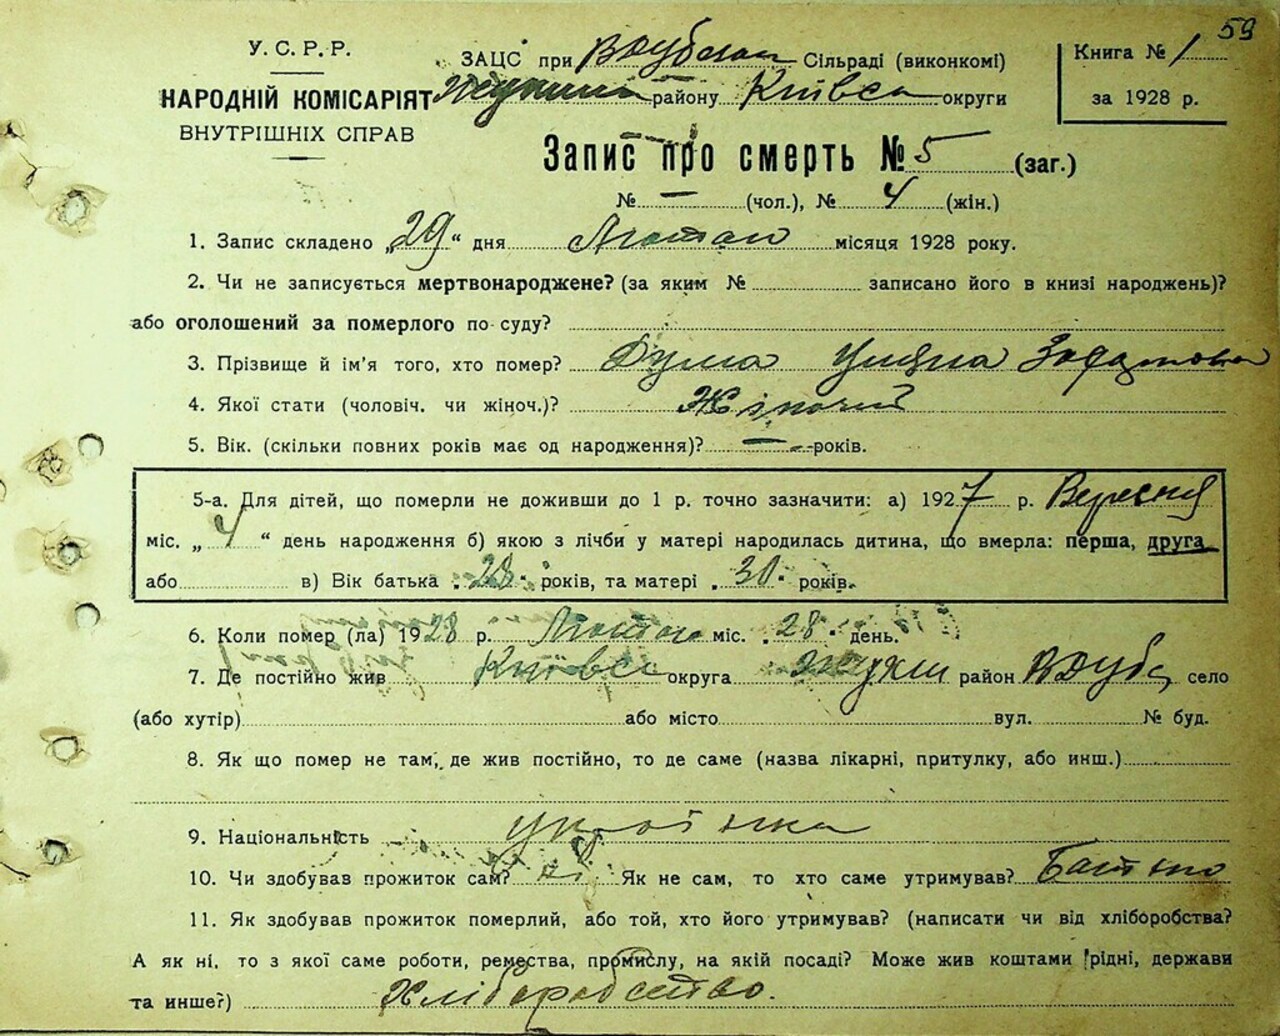 59
У. С. Р. Р.
НАРОДНІЙ КОМІСАРІЯТ
ВНУТРІШНІХ СПРАВ
ЗАЦС при Сільраді (виконкомі)
району Київсь округи
Книга № 1
за 1928 р.
Запис про смерть № 5 (заг.)
№ — (чол.), № 4 (жін.)
1. Запис складено „29“ дня Лютого місяця 1928 року.
2. Чи не записується мертвонароджене? (за яким № записано його в книзі народжень)?
або оголошений за померлого по суду?
3. Прізвище й ім'я того, хто помер? Дума
4. Якої стати (чоловіч. чи жіноч.)? Жіночий
5. Вік. (скільки повних років має од народження)? — років.
5-а. Для дітей, що померли не доживши до 1 р. точно зазначити: а) 1927 р. Вересня
міс. „4“ день народження б) якою з лічби у матері народилась дитина, що вмерла: перша, друга
або в) Вік батька 28 років, та матері 30 років.
6. Коли помер (ла) 1928 р. Лютого міс. 28 день.
7. Де постійно жив Київсь округа район село
(або хутір) або місто вул. № буд.
8. Як що помер не там, де жив постійно, то де саме (назва лікарні, притулку, або инш.)
9. Національність українка
10. Чи здобував прожиток сам? ні Як не сам, то хто саме утримував? Батько
11. Як здобував прожиток померлий, або той, хто його утримував? (написати чи від хліборобства?
А як ні, то з якої саме роботи, ремества, промислу, на якій посаді? Може жив коштами рідні, держави
та инше?) Хліборобство.